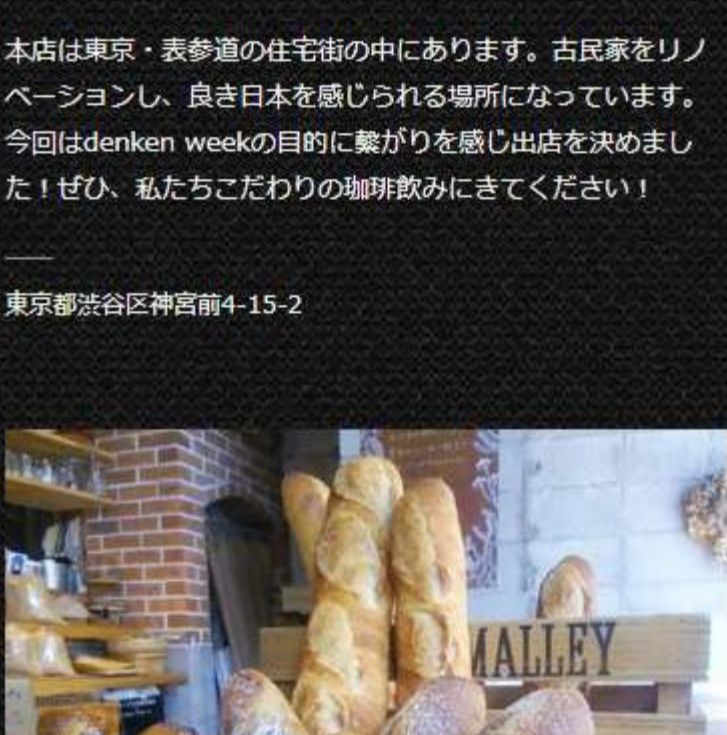 本店は東京・表参道の住宅街の中にあります。古民家をリノ
ベーションし、良き日本を感じられる場所になっています。
今回はdenken weekの目的に繋がりを感じ出店を決めまし
た！ぜひ、私たちこだわりの珈琲飲みにきてください！
東京都渋谷区神宮前4-15-2
MALLEY